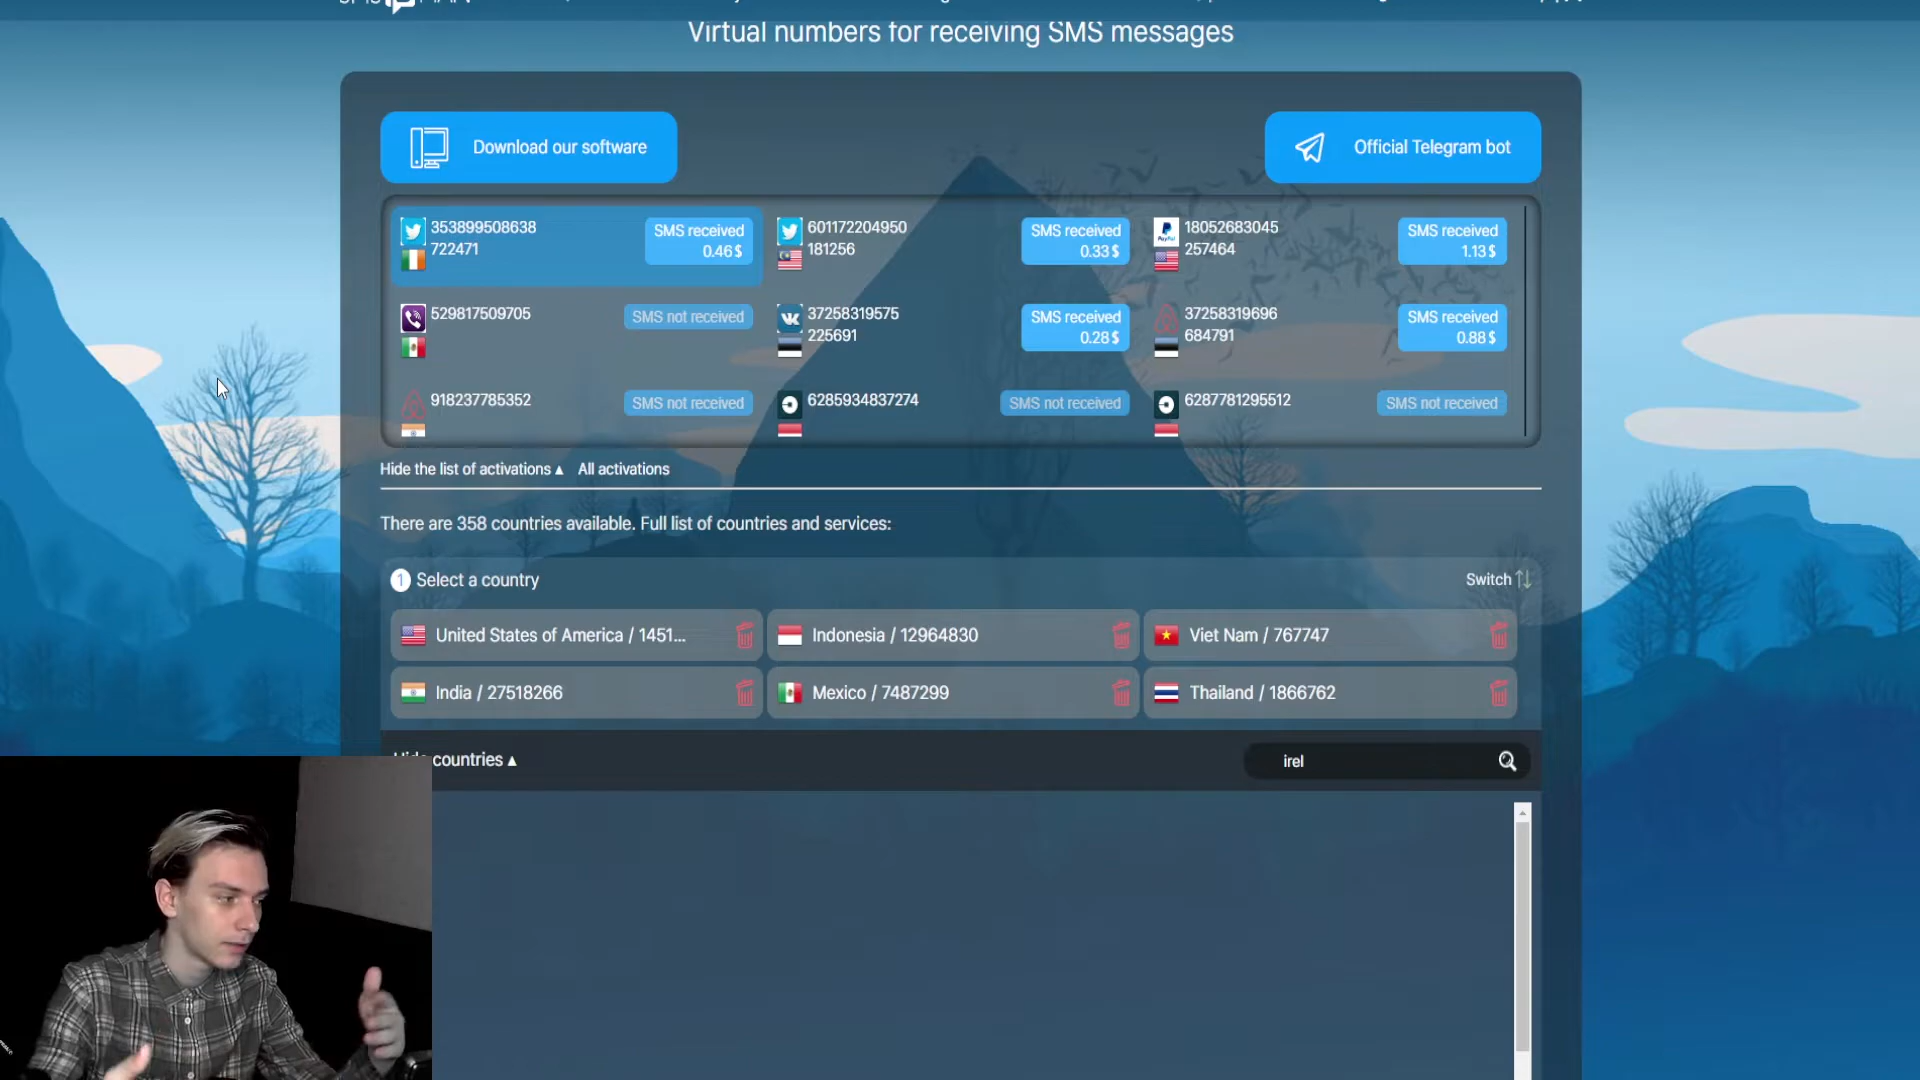 Virtual numbers for receiving SMS messages
Download our software
Official Telegram bot
353899508638
722471
SMS received
0.46$
601172204950
181256
SMS received
0.33$
PayPal
18052683045
257464
SMS received
1.13$
529817509705
SMS not received
37258319575
225691
SMS received
0.28$
37258319696
684791
SMS received
0.88$
918237785352
SMS not received
6285934837274
SMS not received
6287781295512
SMS not received
Hide the list of activations ▴ All activations
There are 358 countries available. Full list of countries and services:
1 Select a country
Switch
United States of America / 1451...
Indonesia / 12964830
Viet Nam / 767747
India / 27518266
Mexico / 7487299
Thailand / 1866762
countries ▴
irel